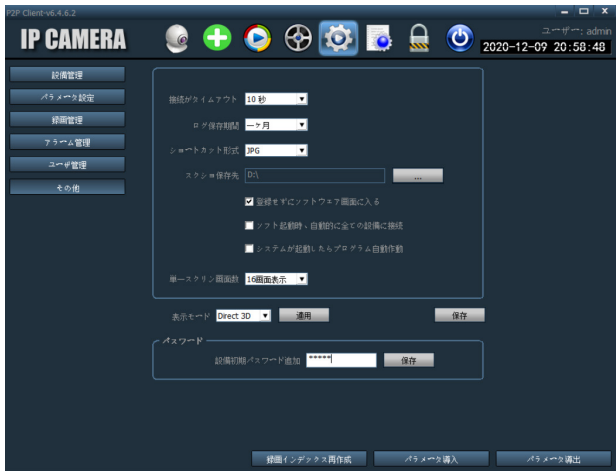 P2P Client-v6.4.6.2
IP CAMERA
ユーザー: admin
2020-12-09 20:58:48
設備管理
パラメータ設定
録画管理
アラーム管理
ユーザ管理
その他
接続がタイムアウト 10 秒
ログ保存期間 一ヶ月
ショートカット形式 JPG
スクショ保存先 D:\ ...
登録せずにソフトウェア画面に入る
ソフト起動時、自動的に全ての設備に接続
システムが起動したらプログラム自動作動
単一スクリン画面数 16画面表示
表示モード Direct 3D 適用 保存
パスワード
設備初期パスワード追加 ***** 保存
録画インデックス再作成 パラメータ導入 パラメータ導出